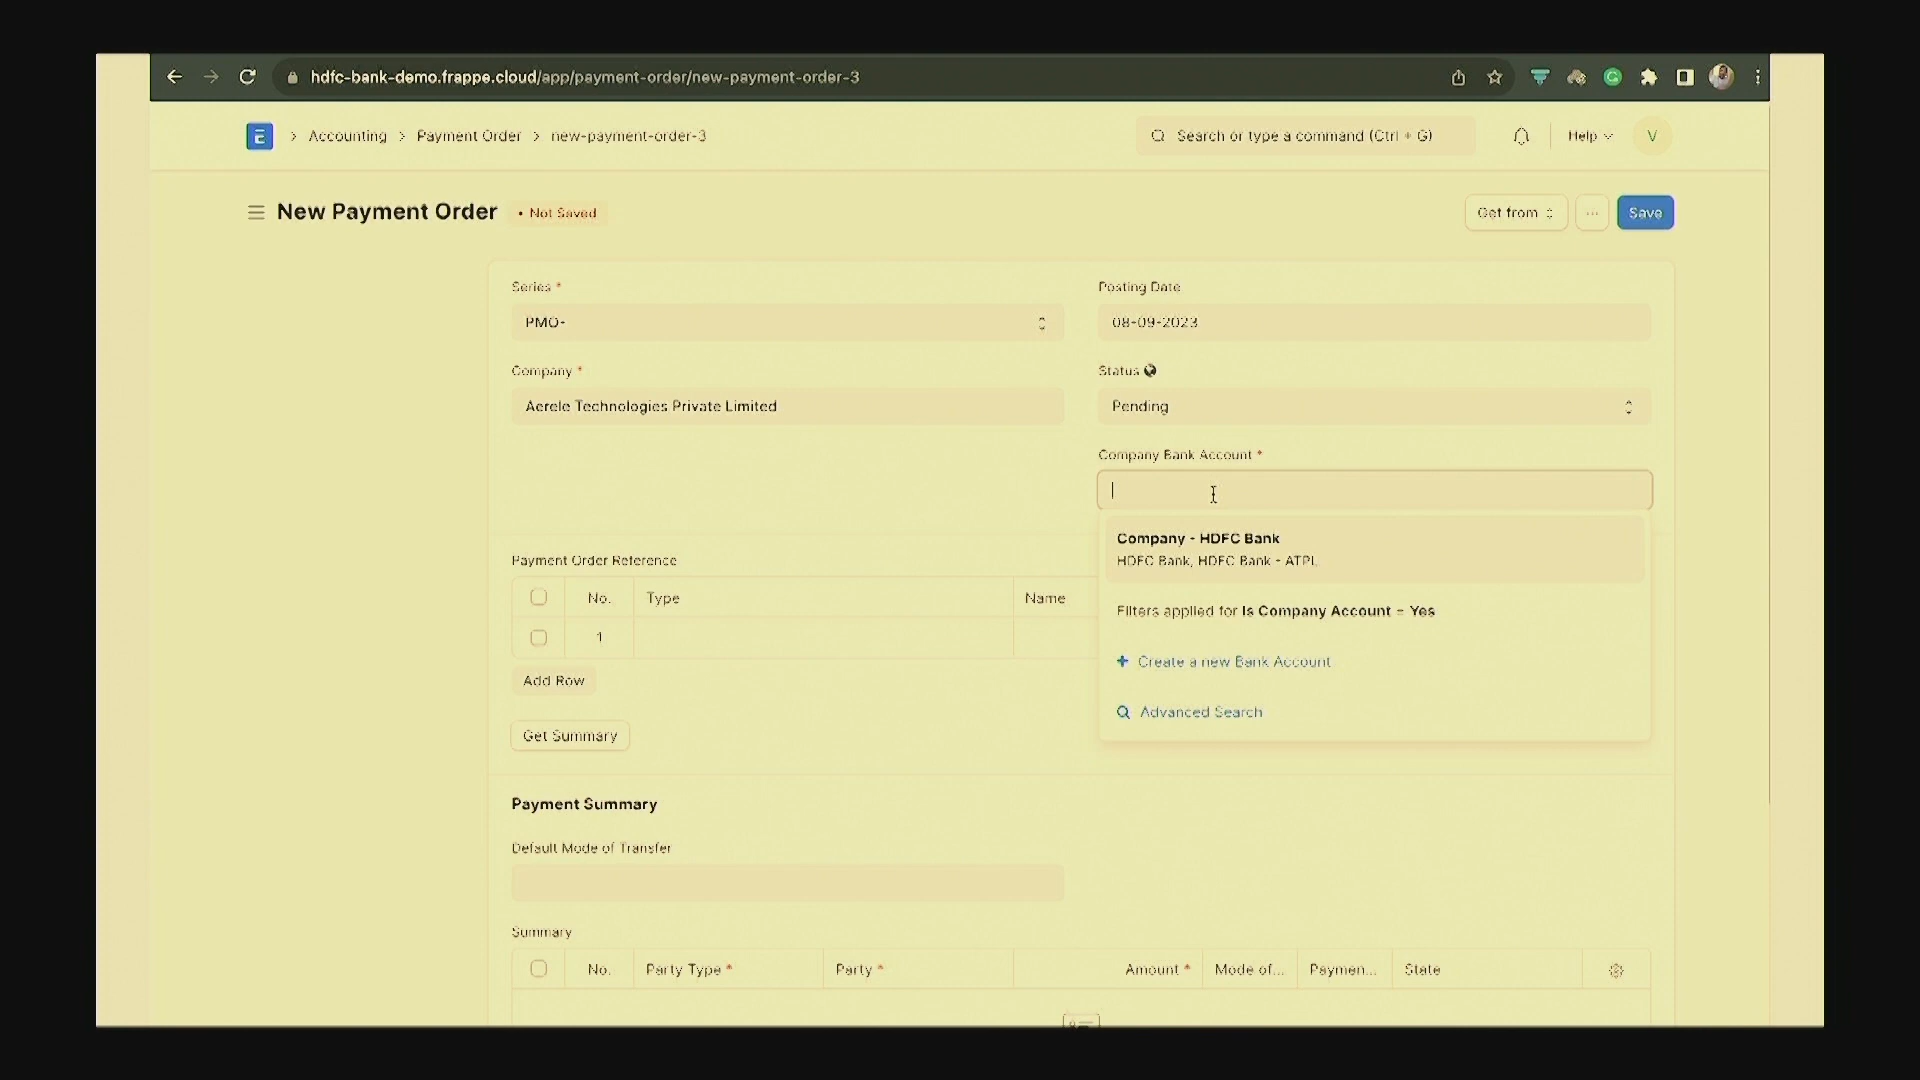 hdfc-bank-demo.frappe.cloud/app/payment-order/new-payment-order-3
E > Accounting > Payment Order > new-payment-order-3
Search or type a command (Ctrl + G)
Help
V
New Payment Order
• Not Saved
Get from
...
Save
Series *
PMO-
Posting Date
08-09-2023
Company *
Aerele Technologies Private Limited
Status
Pending
Company Bank Account *
Company - HDFC Bank
HDFC Bank, HDFC Bank - ATPL
Filters applied for Is Company Account = Yes
+ Create a new Bank Account
Advanced Search
Payment Order Reference
No. Type Name
1
Add Row
Get Summary
Payment Summary
Default Mode of Transfer
Summary
No. Party Type * Party * Amount * Mode of... Paymen... State